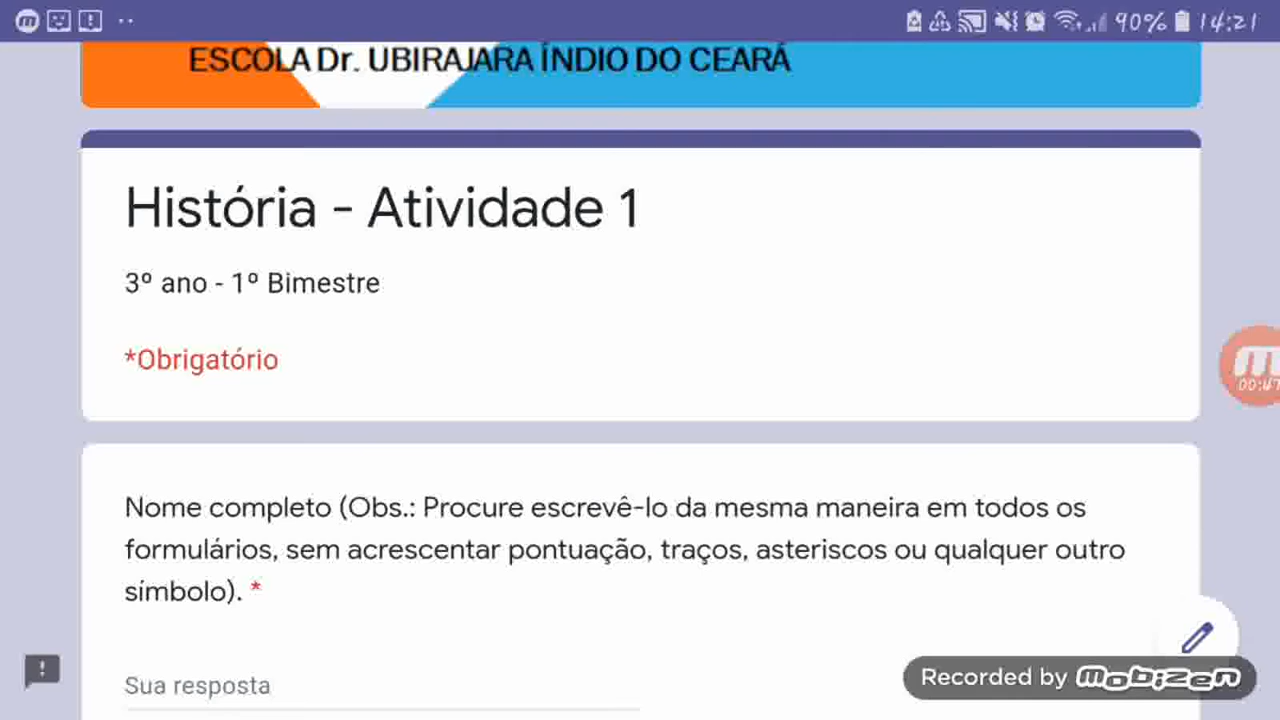 90% 14:21
ESCOLA Dr. UBIRAJARA ÍNDIO DO CEARÁ
História - Atividade 1
3º ano - 1º Bimestre
*Obrigatório
00:47
Nome completo (Obs.: Procure escrevê-lo da mesma maneira em todos os
formulários, sem acrescentar pontuação, traços, asteriscos ou qualquer outro
símbolo). *
Sua resposta
Recorded by mobizen